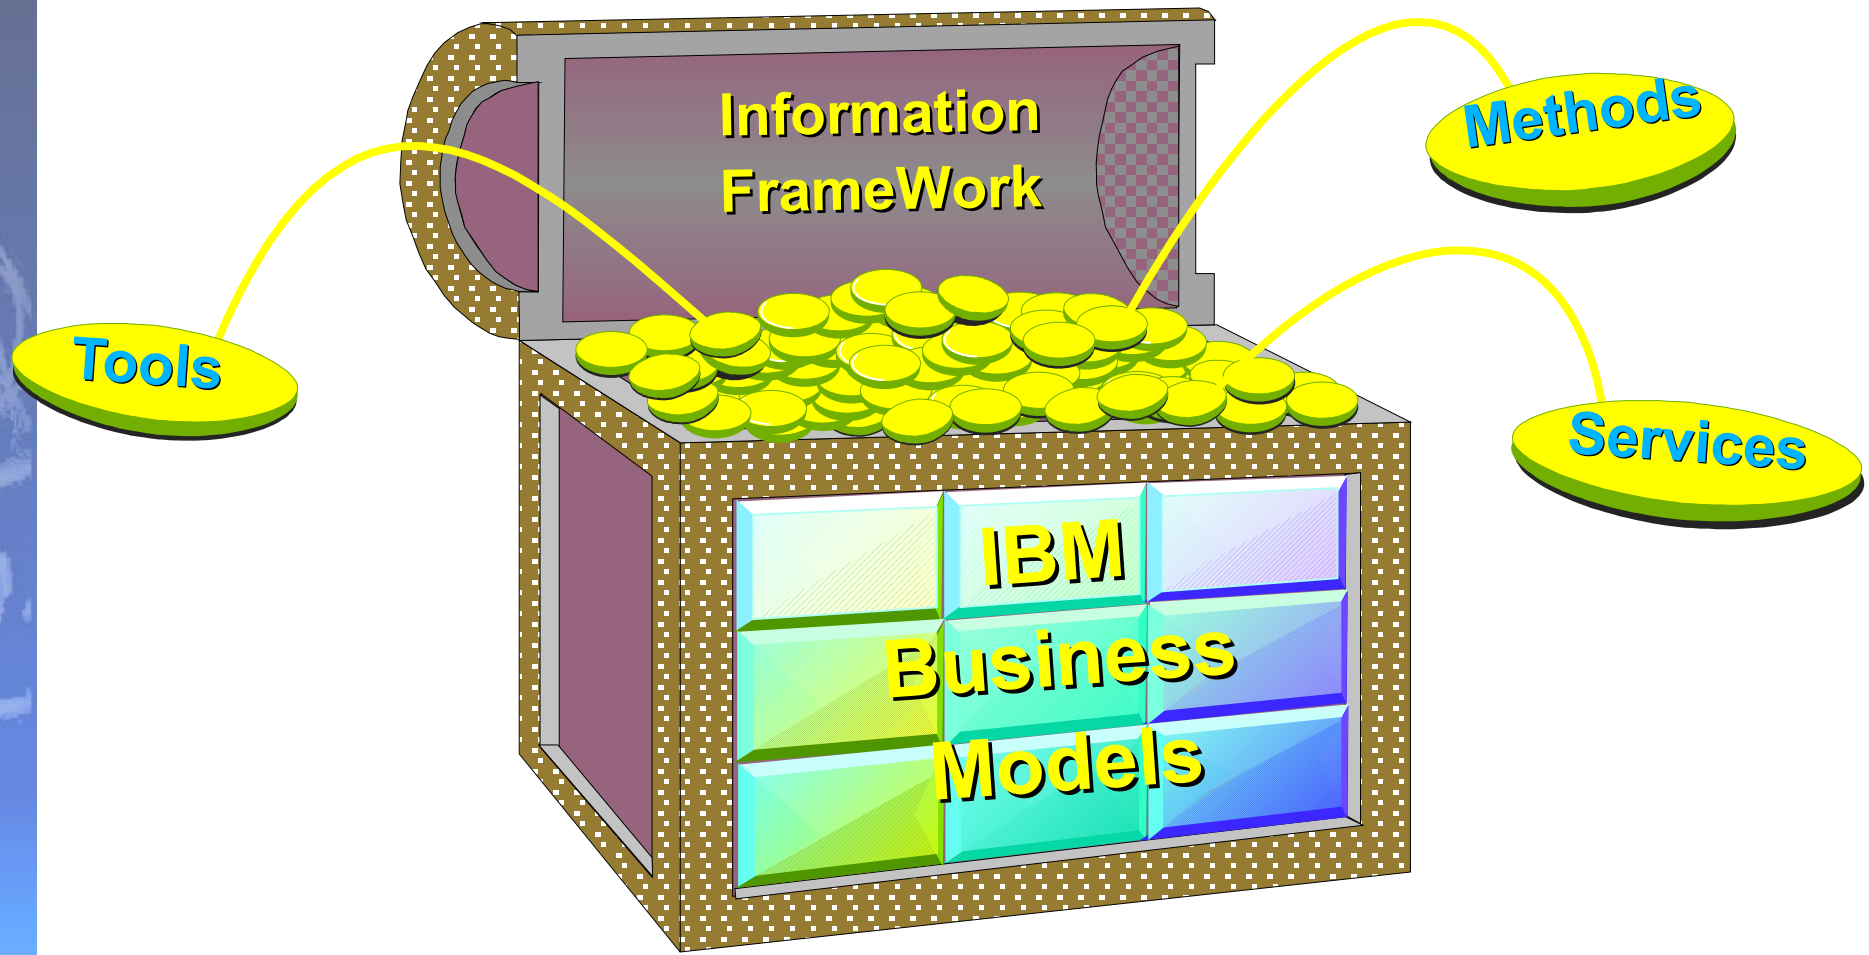 Information
FrameWork
Methods
Tools
Services
IBM
Business
Models